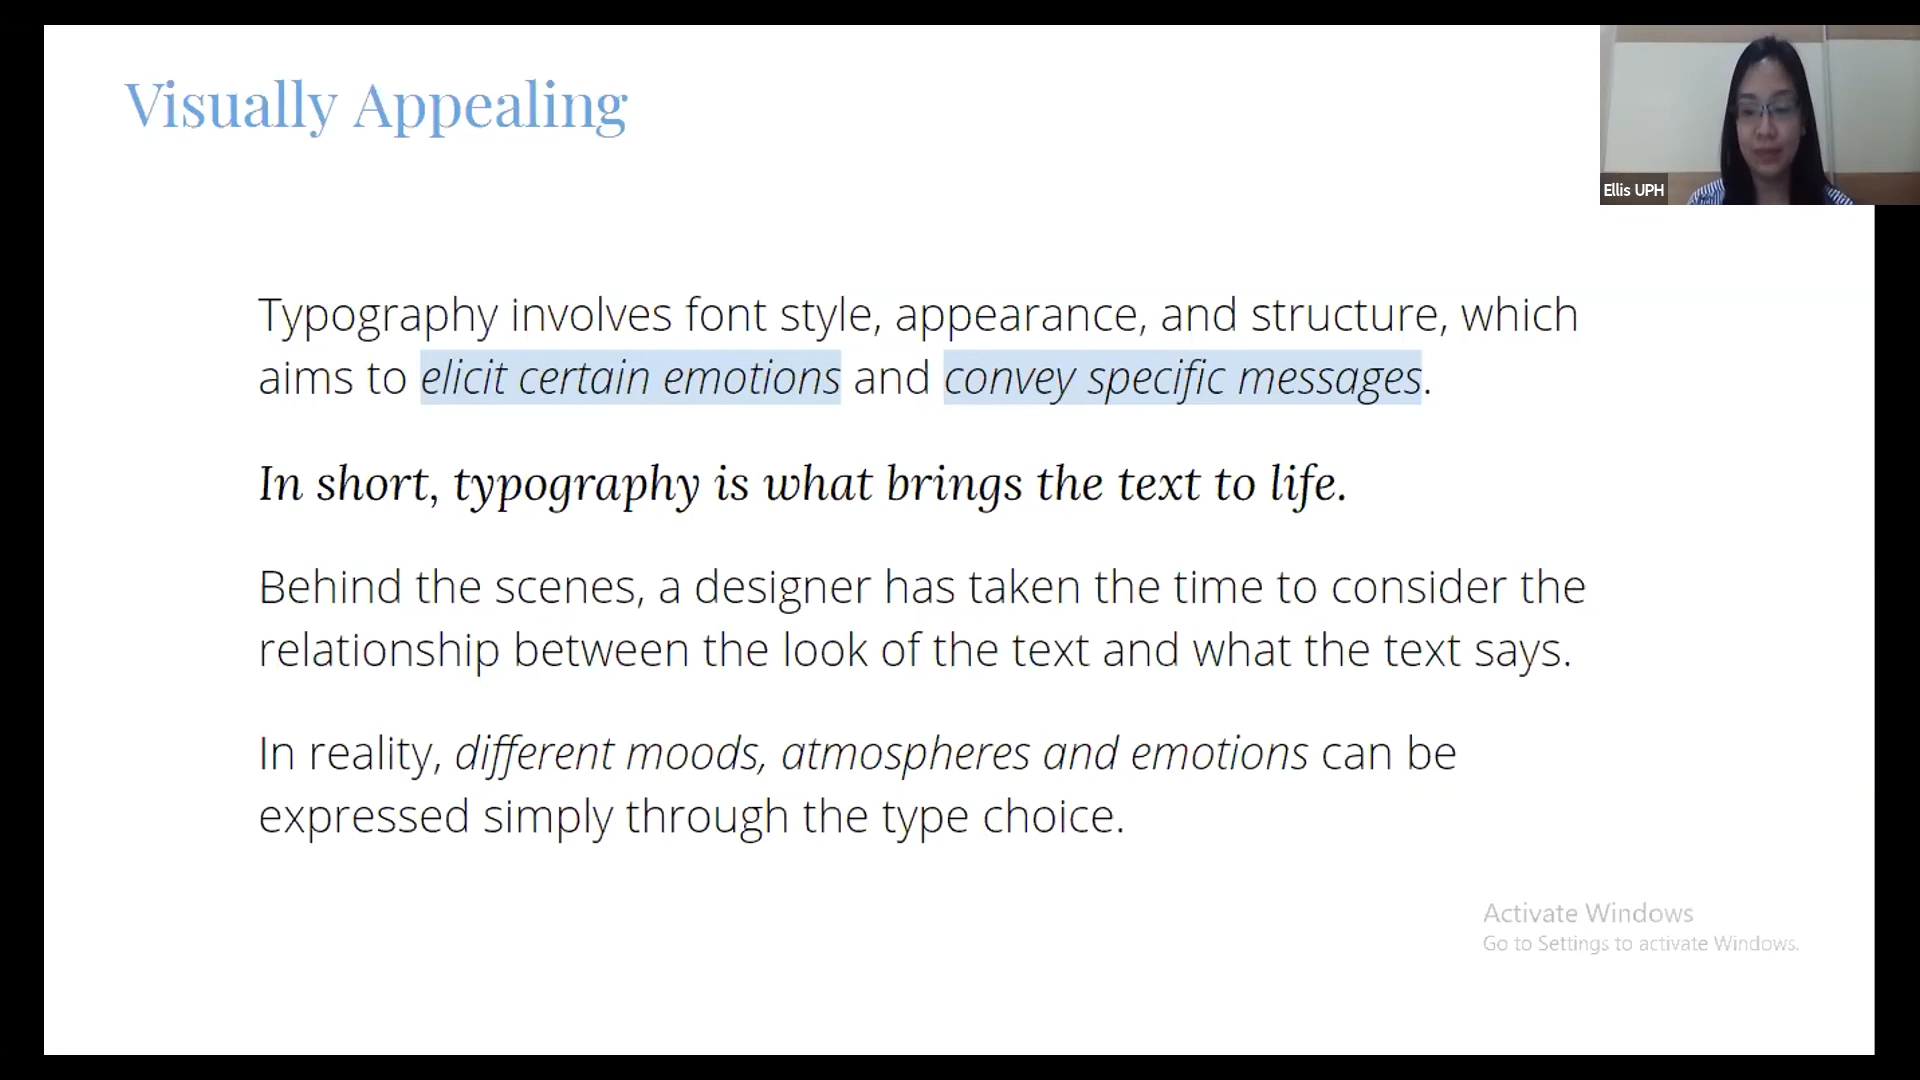 Visually Appealing
Ellis UPH
Typography involves font style, appearance, and structure, which
aims to elicit certain emotions and convey specific messages.
In short, typography is what brings the text to life.
Behind the scenes, a designer has taken the time to consider the
relationship between the look of the text and what the text says.
In reality, different moods, atmospheres and emotions can be
expressed simply through the type choice.
Activate Windows
Go to Settings to activate Windows.